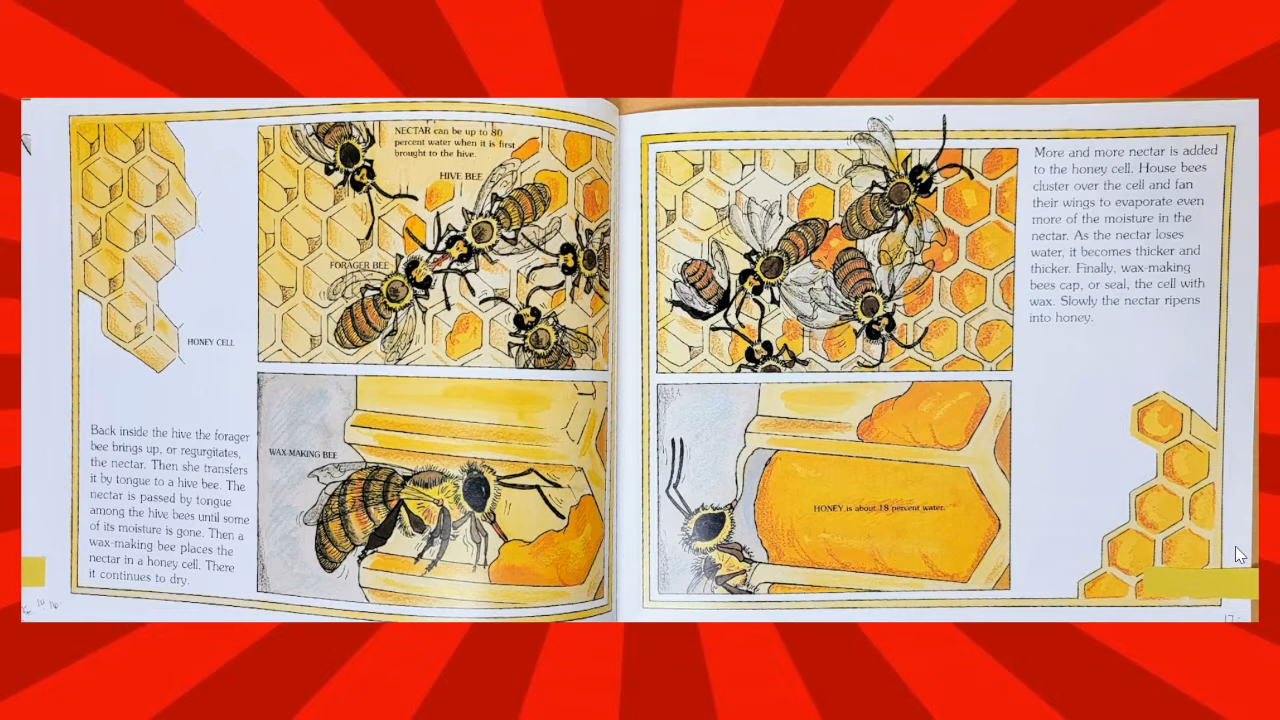 NECTAR can be up to 80
percent water when it is first
brought to the hive.
HIVE BEE
FORAGER BEE
HONEY CELL
WAX-MAKING BEE
Back inside the hive the forager
bee brings up, or regurgitates,
the nectar. Then she transfers
it by tongue to a hive bee. The
nectar is passed by tongue
among the hive bees until some
of its moisture is gone. Then a
wax-making bee places the
nectar in a honey cell. There
it continues to dry.
More and more nectar is added
to the honey cell. House bees
cluster over the cell and fan
their wings to evaporate even
more of the moisture in the
nectar. As the nectar loses
water, it becomes thicker and
thicker. Finally, wax-making
bees cap, or seal, the cell with
wax. Slowly the nectar ripens
into honey.
HONEY is about 18 percent water.